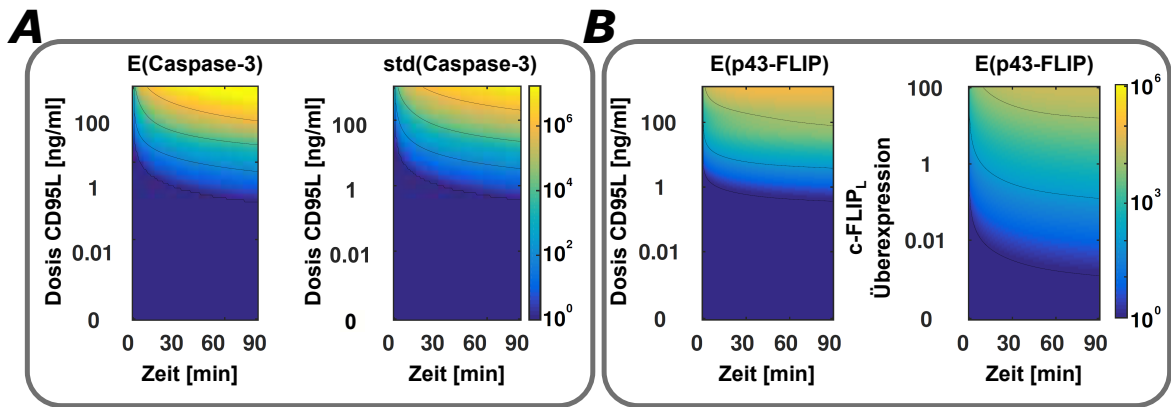 A
E(Caspase-3)
std(Caspase-3)
Dosis CD95L [ng/ml]
100
1
0.01
0
0 30 60 90
Zeit [min]
Dosis CD95L [ng/ml]
100
1
0.01
0
0 30 60 90
Zeit [min]
10^6
10^4
10^2
10^0
B
E(p43-FLIP)
E(p43-FLIP)
Dosis CD95L [ng/ml]
100
1
0.01
0
0 30 60 90
Zeit [min]
c-FLIP_L
Überexpression
100
1
0.01
0
0 30 60 90
Zeit [min]
10^6
10^3
10^0